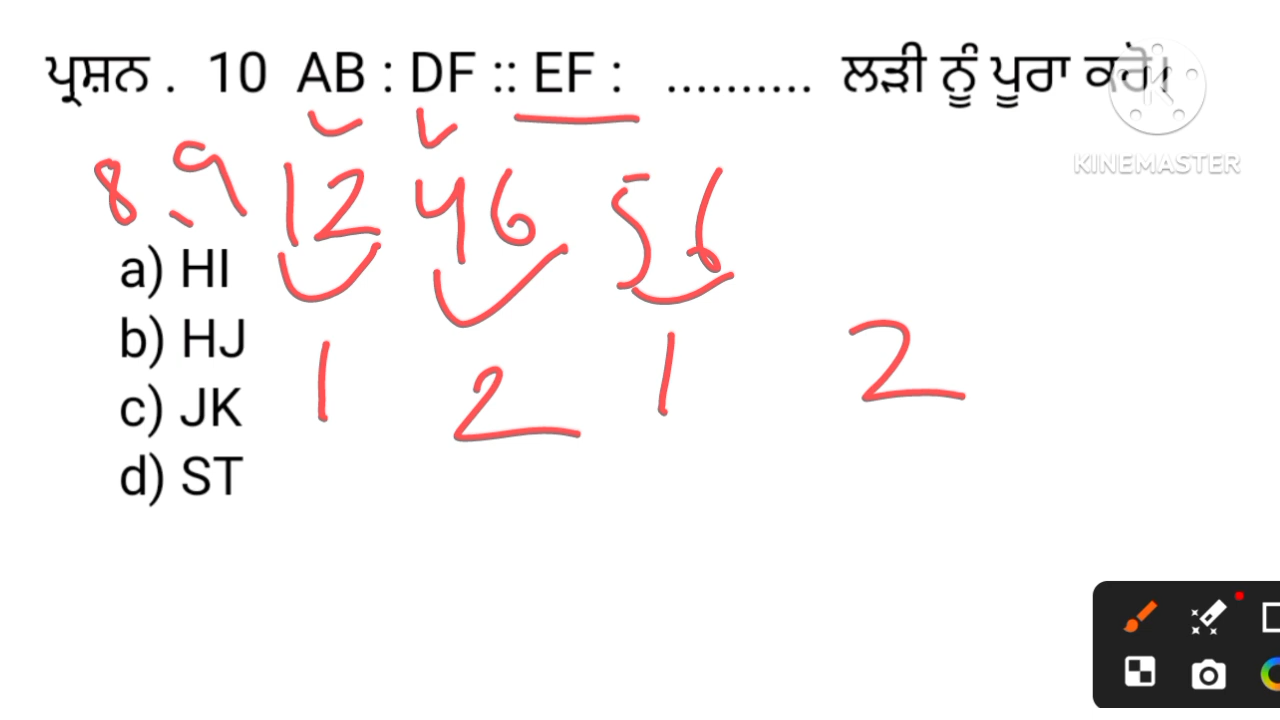 ਪ੍ਰਸ਼ਨ . 10 AB : DF :: EF : .......... ਲੜੀ ਨੂੰ ਪੂਰਾ ਕਰੋ।
KINEMASTER
8, 9 12 46 56
a) HI
b) HJ
1 2 1 2
c) JK
d) ST